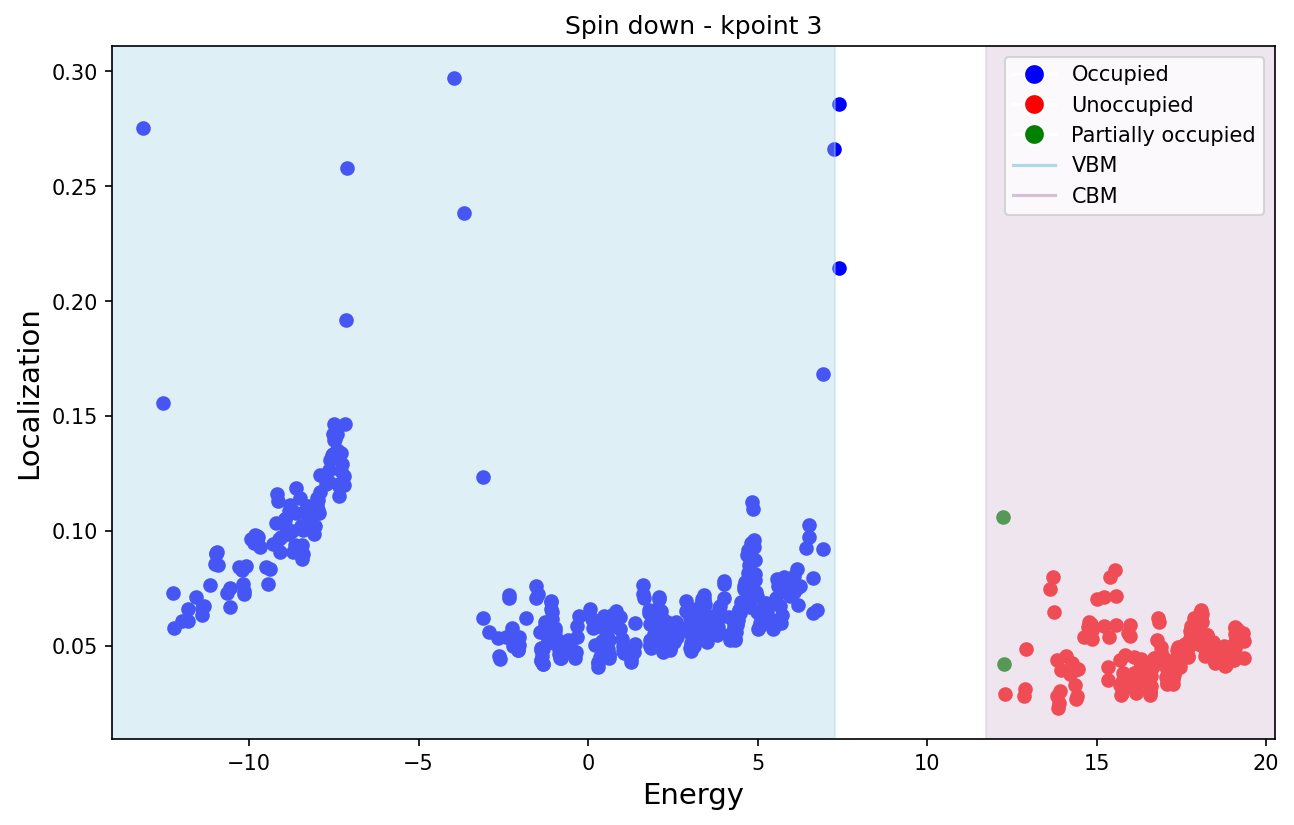 Spin down - kpoint 3
Localization
0.30
0.25
0.20
0.15
0.10
0.05
Occupied
Unoccupied
Partially occupied
VBM
CBM
−10
−5
0
5
10
15
20
Energy